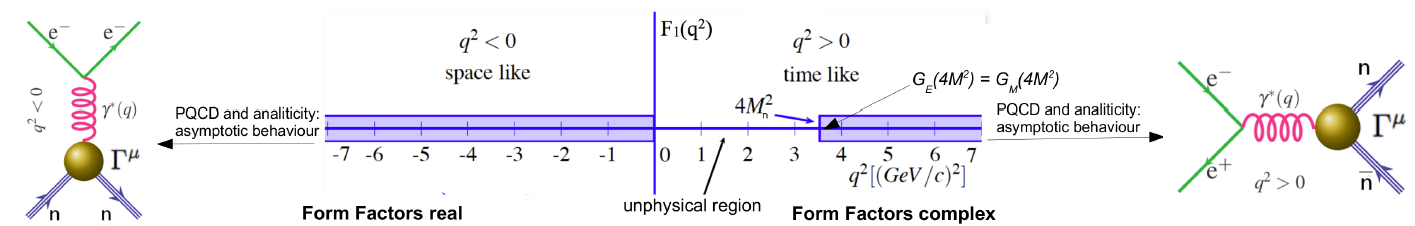 e⁻ e⁻
q² < 0
γ*(q)
Γ^μ
n n
PQCD and analiticity:
asymptotic behaviour
F₁(q²)
q² < 0
space like
q² > 0
time like
4M²ₙ
G_E(4M²) = G_M(4M²)
-7 -6 -5 -4 -3 -2 -1 0 1 2 3 4 5 6 7
q²[(GeV/c)²]
unphysical region
Form Factors real
Form Factors complex
PQCD and analiticity:
asymptotic behaviour
e⁻
e⁺
γ*(q)
q² > 0
n
Γ^μ
n̅